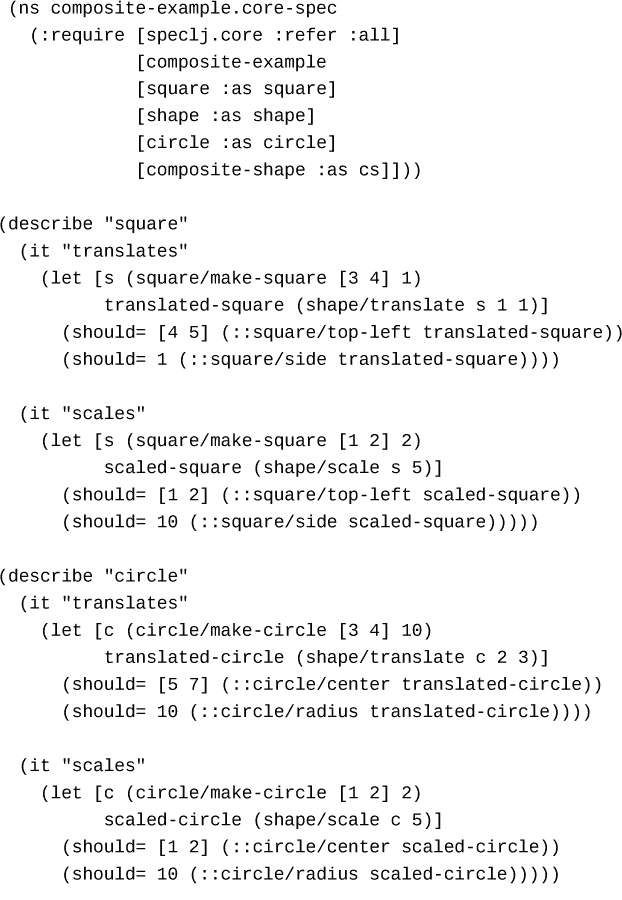 (ns composite-example.core-spec
  (:require [speclj.core :refer :all]
            [composite-example
            [square :as square]
            [shape :as shape]
            [circle :as circle]
            [composite-shape :as cs]]))

(describe "square"
  (it "translates"
    (let [s (square/make-square [3 4] 1)
          translated-square (shape/translate s 1 1)]
      (should= [4 5] (::square/top-left translated-square))
      (should= 1 (::square/side translated-square))))

  (it "scales"
    (let [s (square/make-square [1 2] 2)
          scaled-square (shape/scale s 5)]
      (should= [1 2] (::square/top-left scaled-square))
      (should= 10 (::square/side scaled-square)))))

(describe "circle"
  (it "translates"
    (let [c (circle/make-circle [3 4] 10)
          translated-circle (shape/translate c 2 3)]
      (should= [5 7] (::circle/center translated-circle))
      (should= 10 (::circle/radius translated-circle))))

  (it "scales"
    (let [c (circle/make-circle [1 2] 2)
          scaled-circle (shape/scale c 5)]
      (should= [1 2] (::circle/center scaled-circle))
      (should= 10 (::circle/radius scaled-circle)))))